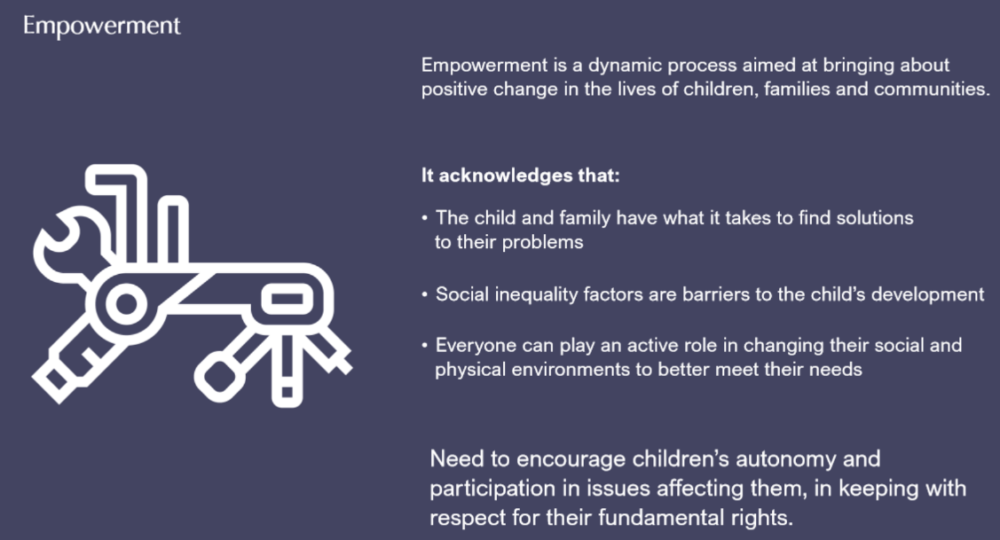 Empowerment
Empowerment is a dynamic process aimed at bringing about
positive change in the lives of children, families and communities.
It acknowledges that:
• The child and family have what it takes to find solutions
to their problems
• Social inequality factors are barriers to the child’s development
• Everyone can play an active role in changing their social and
physical environments to better meet their needs
Need to encourage children’s autonomy and
participation in issues affecting them, in keeping with
respect for their fundamental rights.